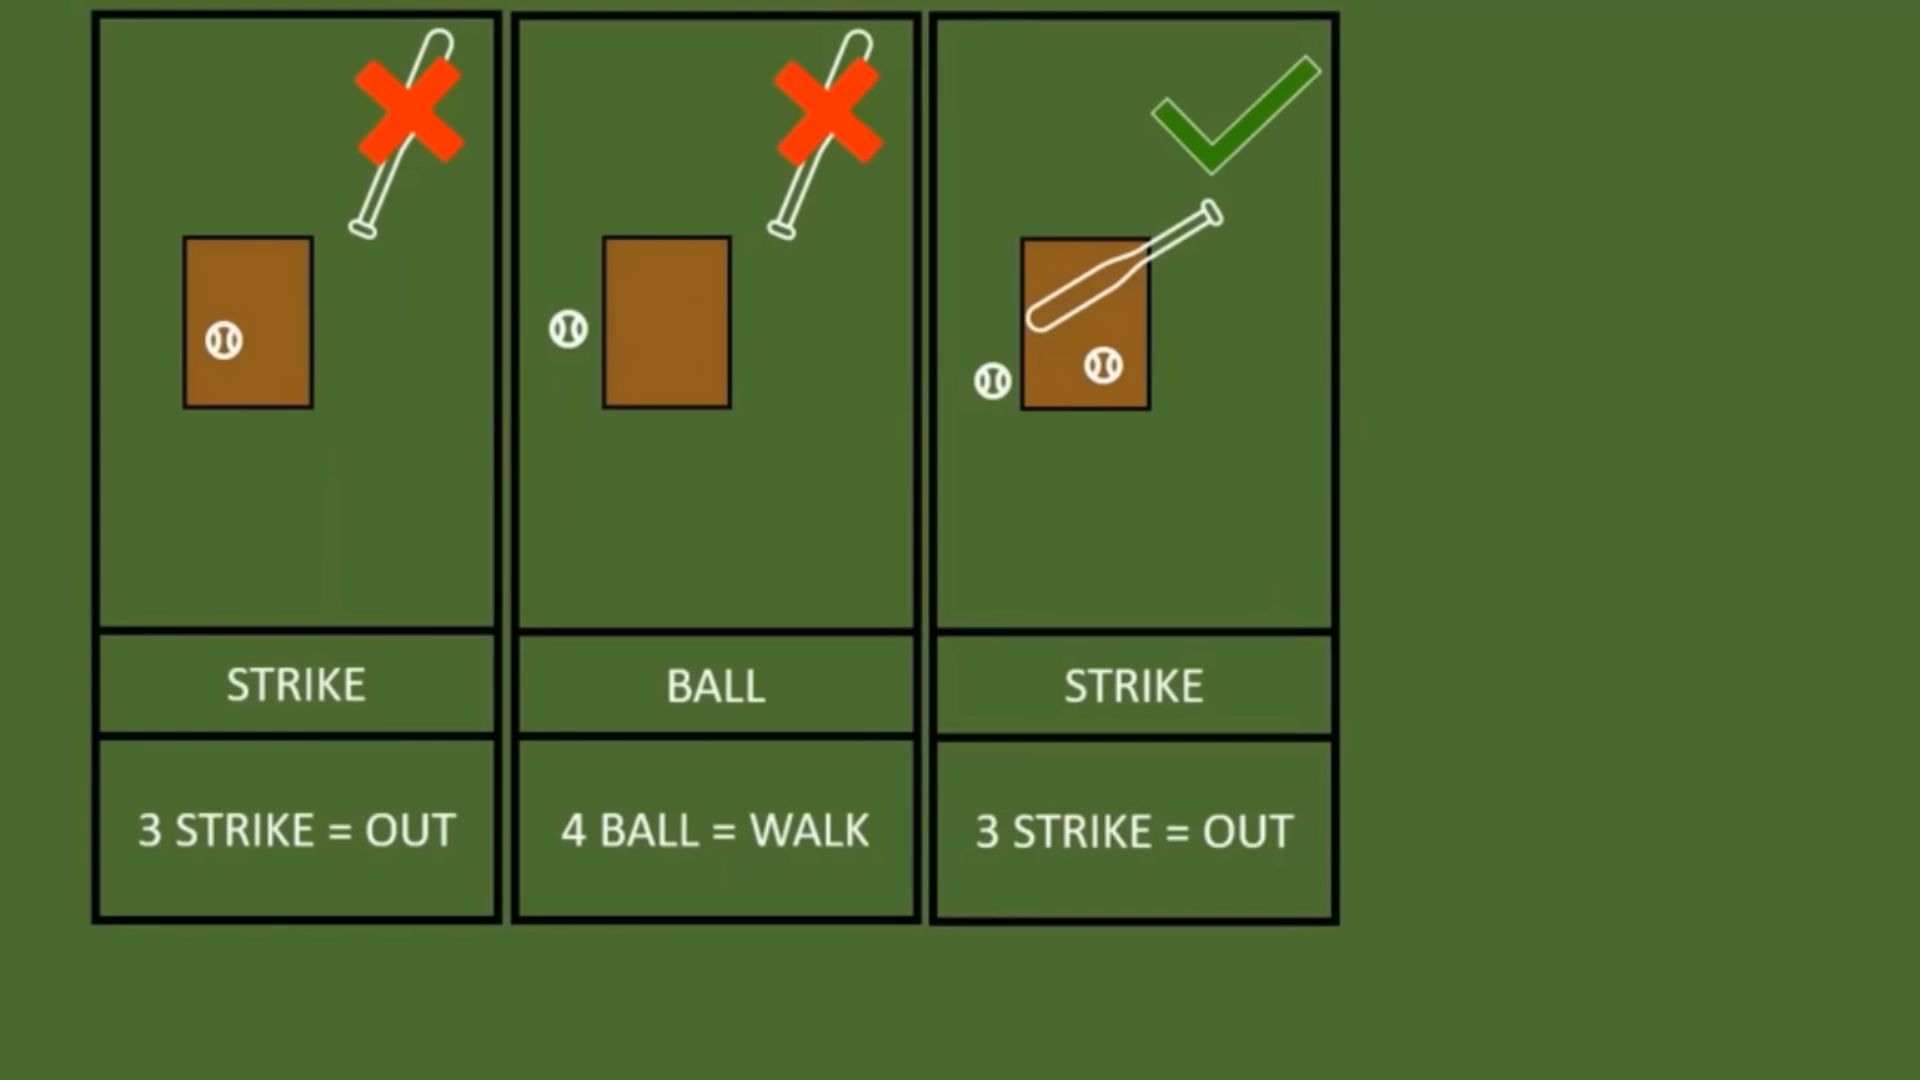 STRIKE
BALL
STRIKE
3 STRIKE = OUT
4 BALL = WALK
3 STRIKE = OUT